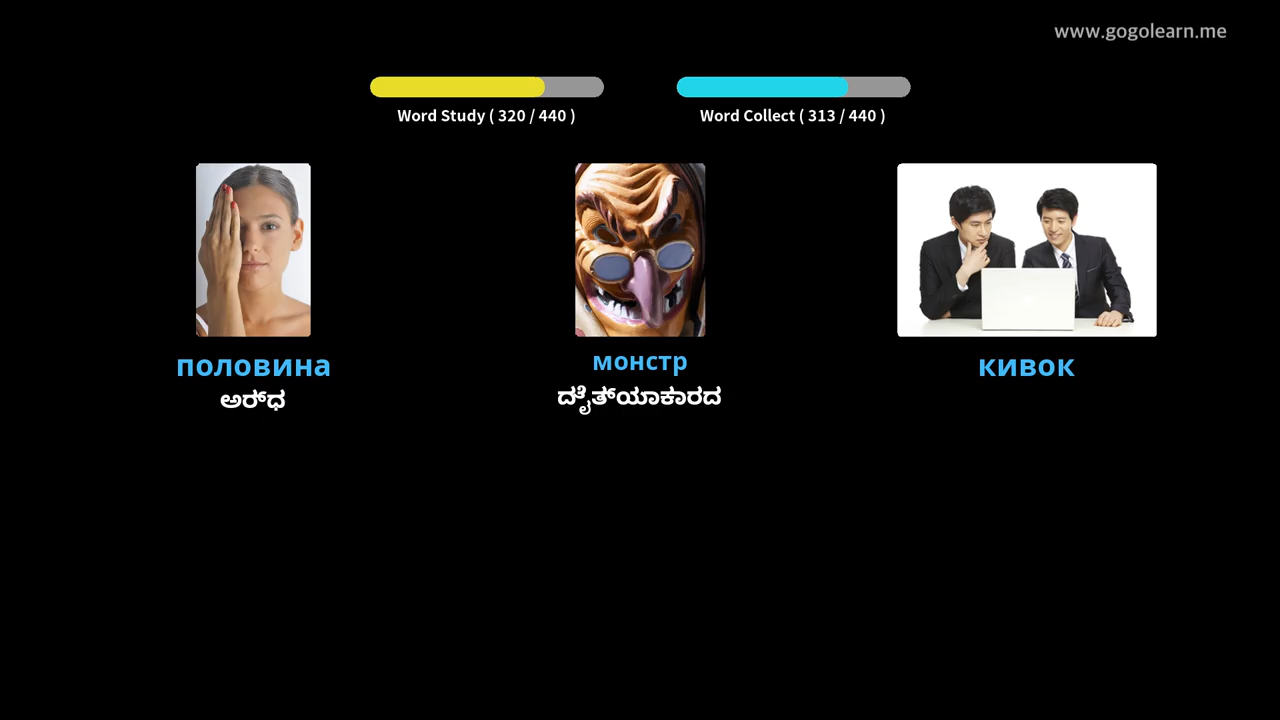 www.gogolearn.me
Word Study ( 320 / 440 )
Word Collect ( 313 / 440 )
половина
монстр
кивок
ಅರ್‍ಧ
ದೈತ್‍ಯಾಕಾರದ